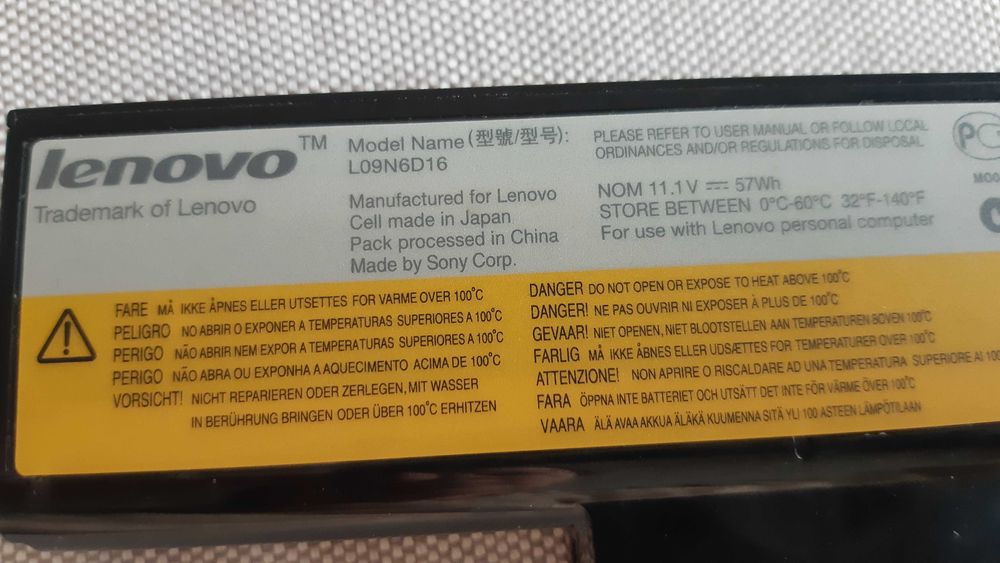 lenovo™
Trademark of Lenovo
Model Name (型號/型号):
L09N6D16
Manufactured for Lenovo
Cell made in Japan
Pack processed in China
Made by Sony Corp.
PLEASE REFER TO USER MANUAL OR FOLLOW LOCAL
ORDINANCES AND/OR REGULATIONS FOR DISPOSAL
NOM 11.1V ⎓ 57Wh
STORE BETWEEN 0°C-60°C 32°F-140°F
For use with Lenovo personal computer
FARE MÅ IKKE ÅPNES ELLER UTSETTES FOR VARME OVER 100°C
PELIGRO NO ABRIR O EXPONER A TEMPERATURAS SUPERIORES A 100°C
PERIGO NÃO ABRIR NEM EXPOR A TEMPERATURAS SUPERIORES A 100°C
PERIGO NÃO ABRA OU EXPONHA A AQUECIMENTO ACIMA DE 100°C
VORSICHT! NICHT REPARIEREN ODER ZERLEGEN, MIT WASSER
IN BERÜHRUNG BRINGEN ODER ÜBER 100°C ERHITZEN
DANGER DO NOT OPEN OR EXPOSE TO HEAT ABOVE 100°C
DANGER! NE PAS OUVRIR NI EXPOSER À PLUS DE 100°C
GEVAAR! NIET OPENEN, NIET BLOOTSTELLEN AAN TEMPERATUREN BOVEN 100°C
FARLIG MÅ IKKE ÅBNES ELLER UDSÆTTES FOR TEMPERATURER OVER 100°C
ATTENZIONE! NON APRIRE O RISCALDARE AD UNA TEMPERATURA SUPERIORE AI 100
FARA ÖPPNA INTE BATTERIET OCH UTSÄTT DET INTE FÖR VÄRME ÖVER 100°C
VAARA ÄLÄ AVAA AKKUA ÄLÄKÄ KUUMENNA SITÄ YLI 100 ASTEEN LÄMPÖTILAAN